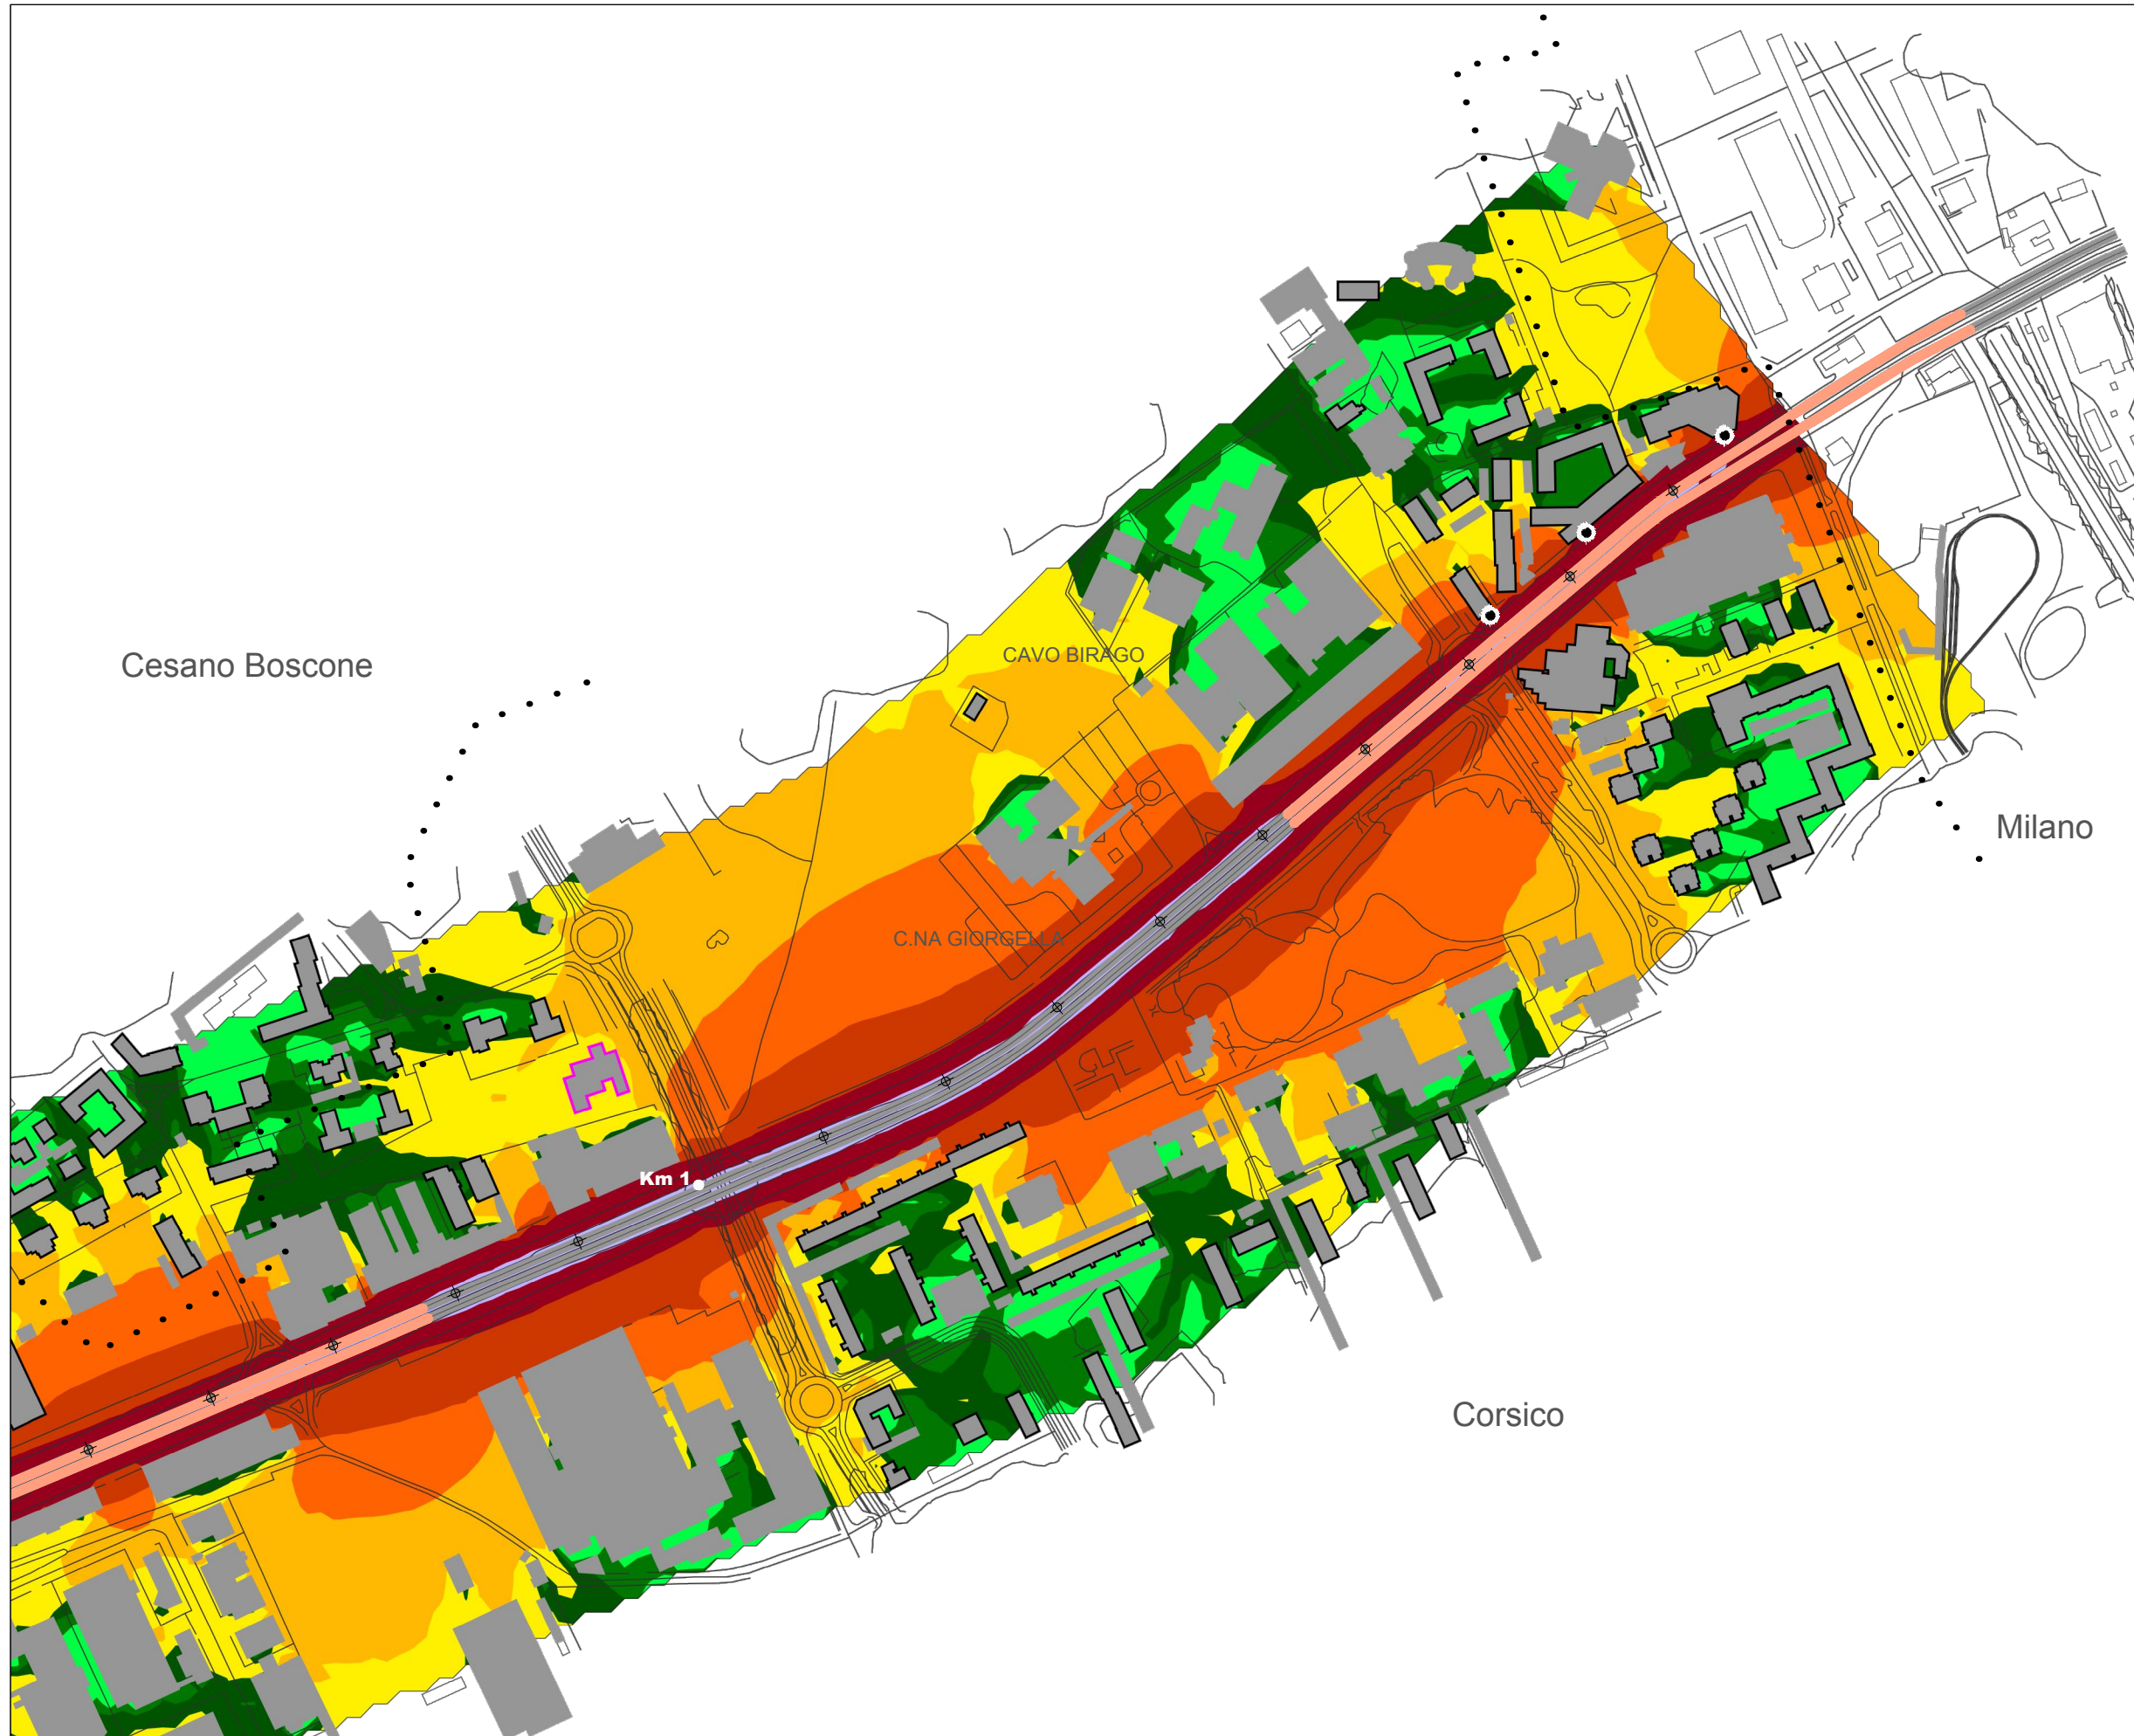 Cesano Boscone
CAVO BIRAGO
Milano
C.NA GIORGELLA
Km 1
Corsico